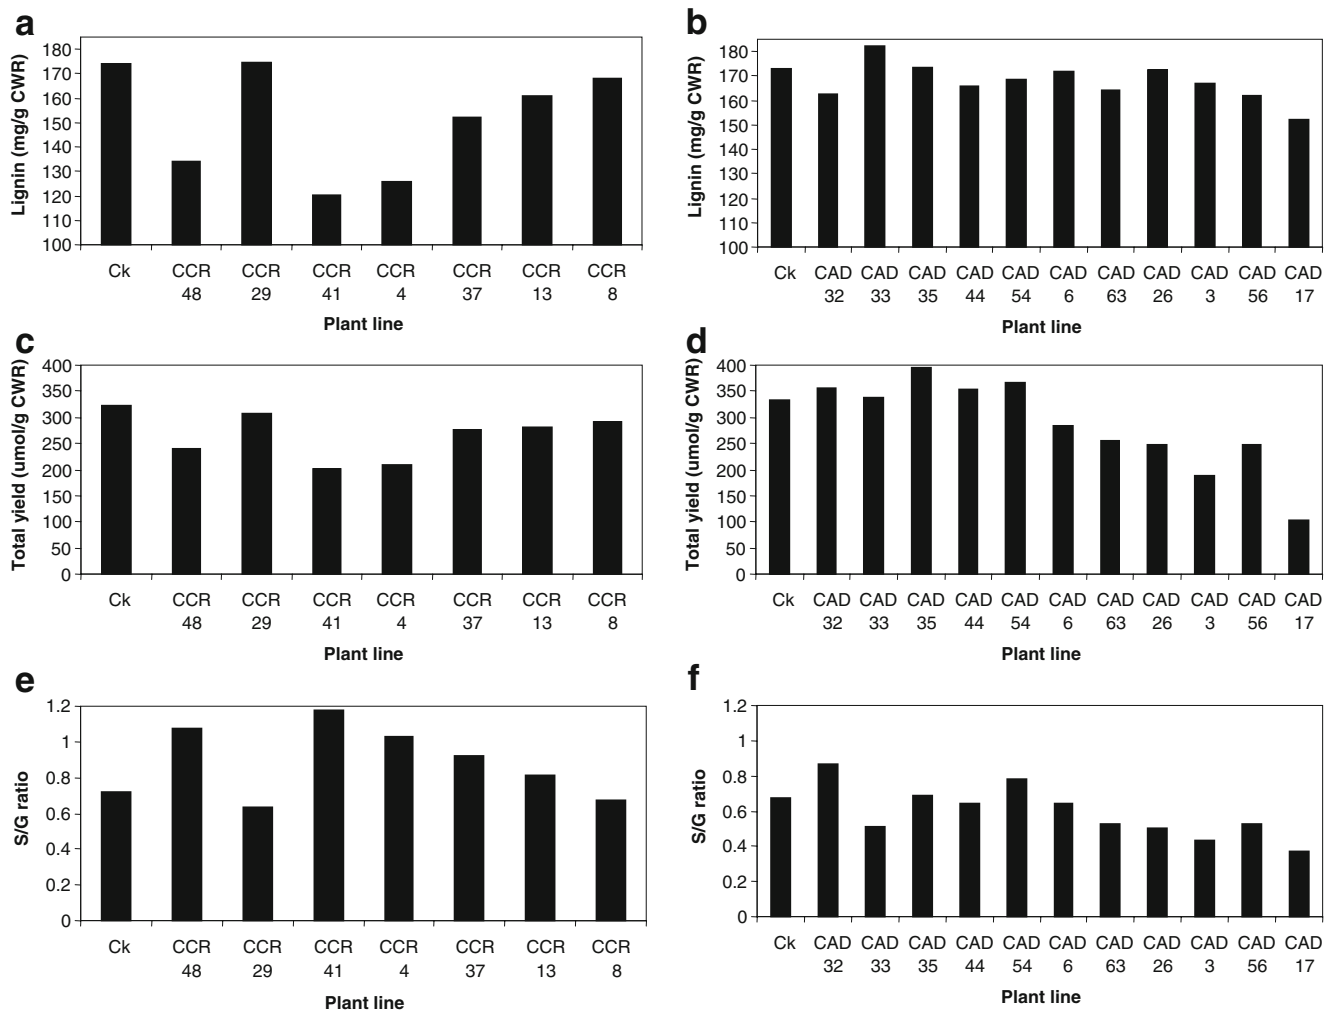 a
Lignin (mg/g CWR)
180
170
160
150
140
130
120
110
100
Ck CCR CCR CCR CCR CCR CCR CCR
48 29 41 4 37 13 8
Plant line
b
Lignin (mg/g CWR)
180
170
160
150
140
130
120
110
100
Ck CAD CAD CAD CAD CAD CAD CAD CAD CAD CAD CAD
32 33 35 44 54 6 63 26 3 56 17
Plant line
c
Total yield (umol/g CWR)
400
350
300
250
200
150
100
50
0
Ck CCR CCR CCR CCR CCR CCR CCR
48 29 41 4 37 13 8
Plant line
d
Total yield (umol/g CWR)
400
350
300
250
200
150
100
50
0
Ck CAD CAD CAD CAD CAD CAD CAD CAD CAD CAD CAD
32 33 35 44 54 6 63 26 3 56 17
Plant line
e
S/G ratio
1.2
1
0.8
0.6
0.4
0.2
0
Ck CCR CCR CCR CCR CCR CCR CCR
48 29 41 4 37 13 8
Plant line
f
S/G ratio
1.2
1
0.8
0.6
0.4
0.2
0
Ck CAD CAD CAD CAD CAD CAD CAD CAD CAD CAD CAD
32 33 35 44 54 6 63 26 3 56 17
Plant line